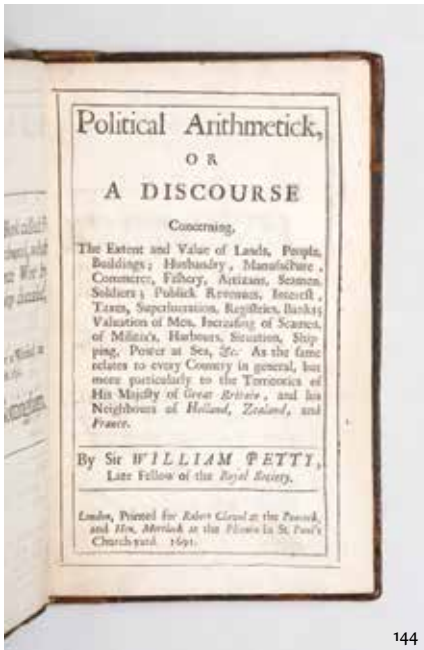 Political Arithmetick,
OR
A DISCOURSE
Concerning,
The Extent and Value of Lands, People,
Buildings; Husbandry, Manufacture,
Commerce, Fishery, Artizans, Seamen,
Soldiers; Publick Revenues, Interest,
Taxes, Superlucration, Registries, Banks;
Valuation of Men, Increasing of Seamen,
of Militia's, Harbours, Situation, Ship-
ping, Power at Sea, &c. As the same
relates to every Country in general, but
more particularly to the Territories of
His Majesty of Great Britain, and his
Neighbours of Holland, Zealand, and
France.
By Sir WILLIAM PETTY,
Late Fellow of the Royal Society.
London, Printed for Robert Clavel at the Peacock,
and Hen. Mortlock at the Phœnix in St. Paul's
Church-yard. 1691.
Nottingham.
144